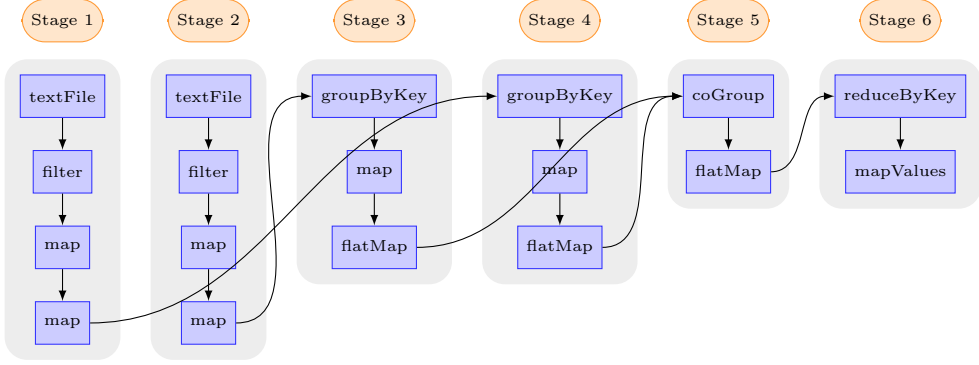 Stage 1
Stage 2
Stage 3
Stage 4
Stage 5
Stage 6
textFile
filter
map
map
textFile
filter
map
map
groupByKey
map
flatMap
groupByKey
map
flatMap
coGroup
flatMap
reduceByKey
mapValues